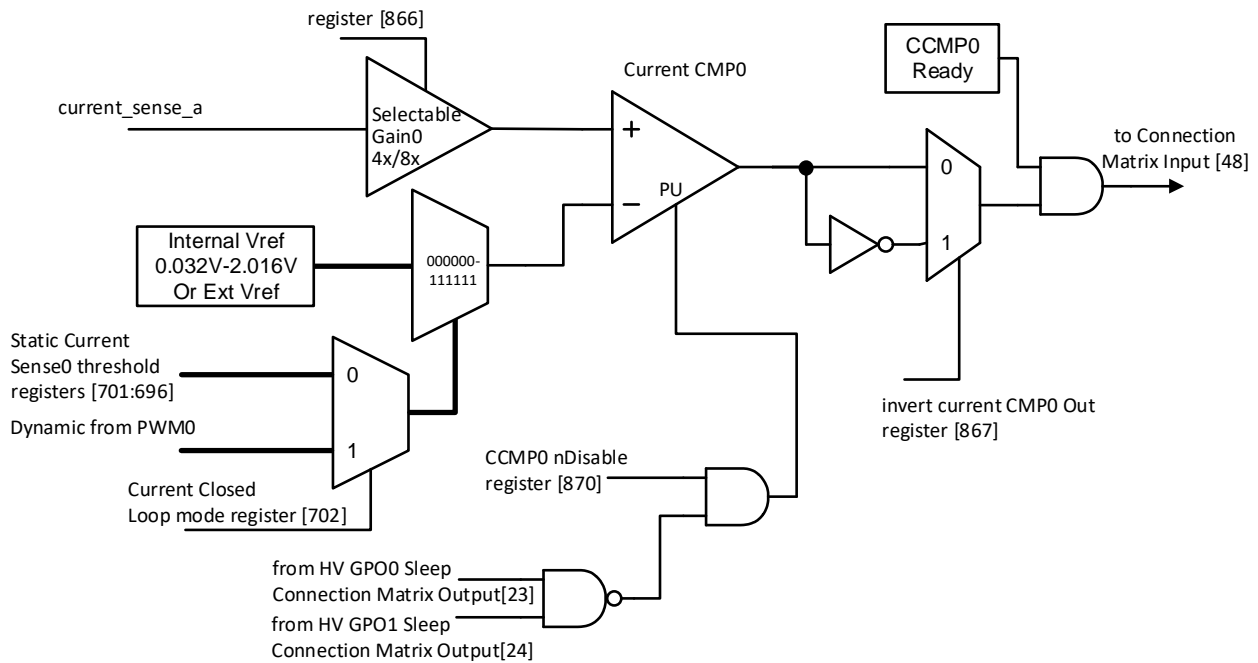 register [866]
CCMP0
Ready
Current CMP0
current_sense_a
Selectable
Gain0
4x/8x
+
−
PU
0
1
to Connection
Matrix Input [48]
Internal Vref
0.032V-2.016V
Or Ext Vref
000000-
111111
Static Current
Sense0 threshold
registers [701:696]
0
Dynamic from PWM0
1
Current Closed
Loop mode register [702]
invert current CMP0 Out
register [867]
CCMP0 nDisable
register [870]
from HV GPO0 Sleep
Connection Matrix Output[23]
from HV GPO1 Sleep
Connection Matrix Output[24]